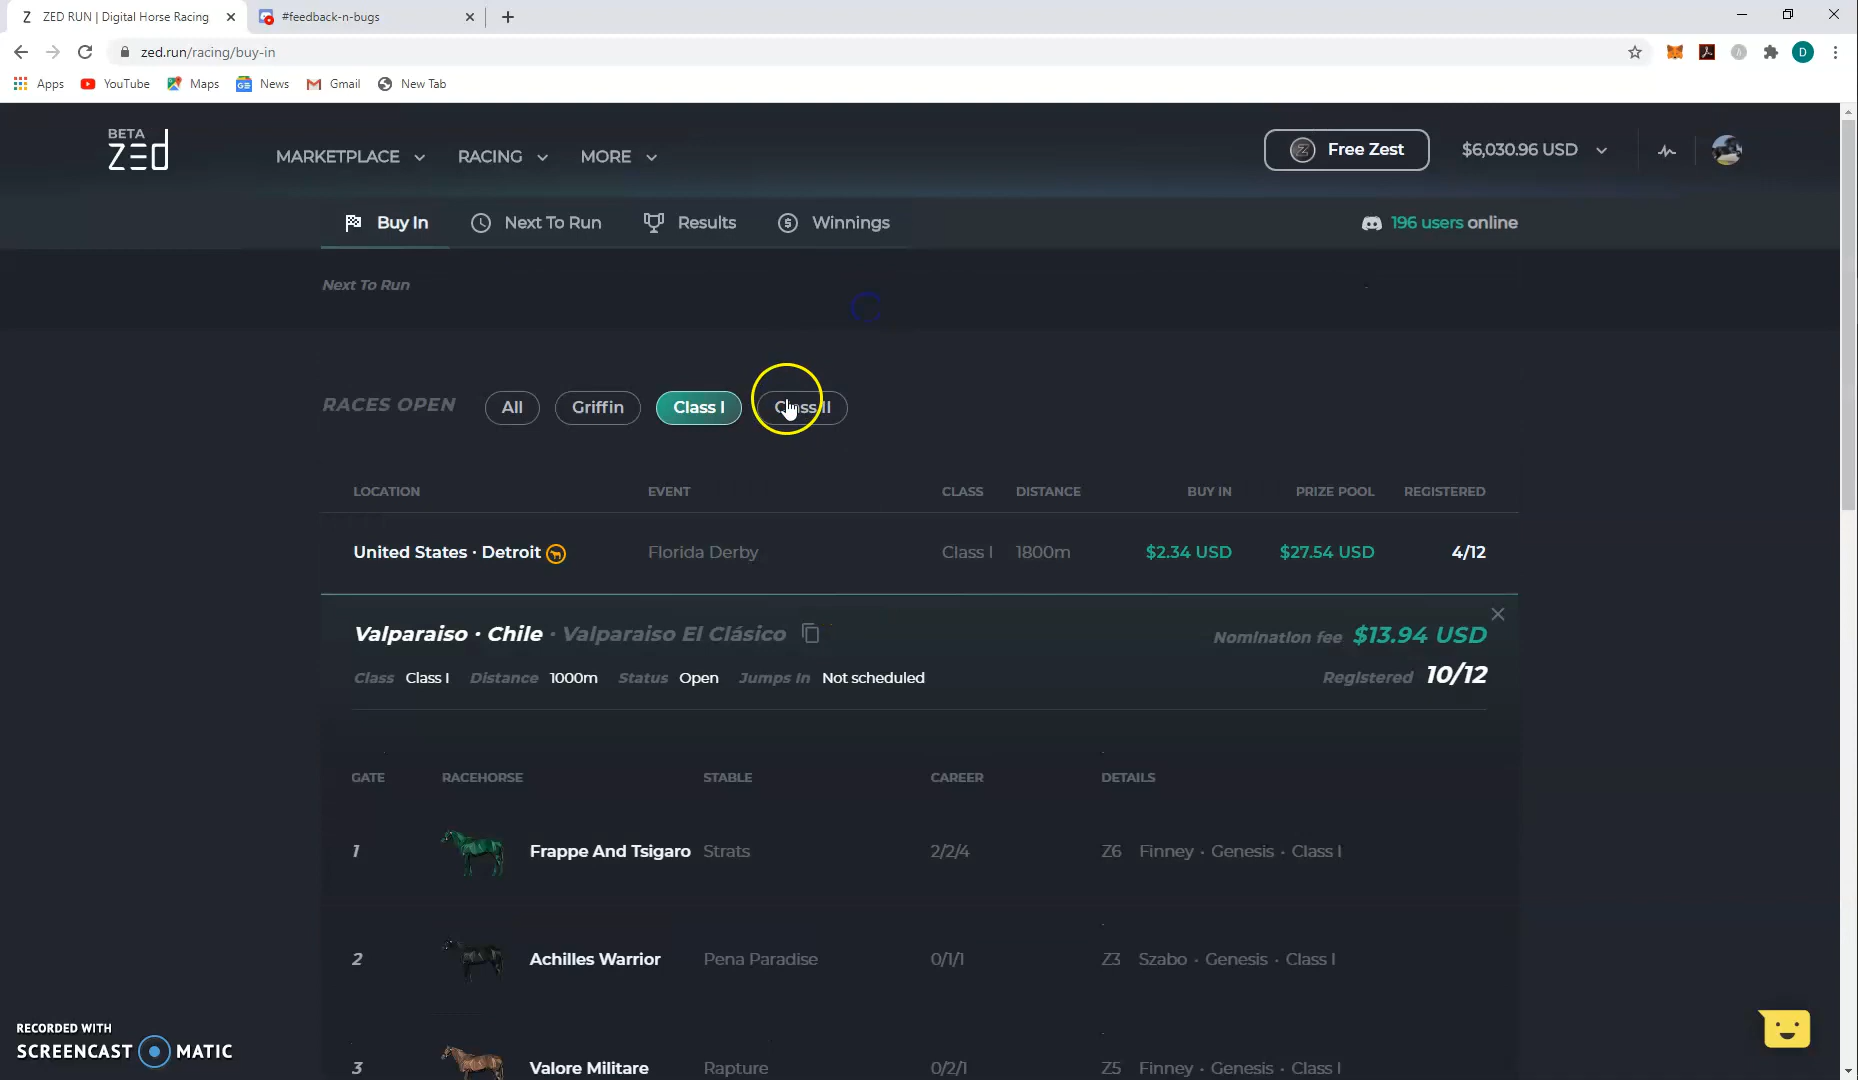 ZED RUN | Digital Horse Racing
#feedback-n-bugs
zed.run/racing/buy-in
D
Apps YouTube Maps News Gmail New Tab
BETA
zed
MARKETPLACE RACING MORE
Free Zest $6,030.96 USD
Buy In Next To Run Results Winnings 196 users online
Next To Run
RACES OPEN All Griffin Class I Class II
LOCATION EVENT CLASS DISTANCE BUY IN PRIZE POOL REGISTERED
United States · Detroit Florida Derby Class I 1800m $2.34 USD $27.54 USD 4/12
Valparaiso · Chile · Valparaiso El Clásico Nomination fee $13.94 USD
Class Class I Distance 1000m Status Open Jumps In Not scheduled Registered 10/12
GATE RACEHORSE STABLE CAREER DETAILS
1 Frappe And Tsigaro Strats 2/2/4 Z6 Finney · Genesis · Class I
2 Achilles Warrior Pena Paradise 0/1/1 Z3 Szabo · Genesis · Class I
3 Valore Militare Rapture 0/2/1 Z5 Finney · Genesis · Class I
RECORDED WITH
SCREENCAST MATIC